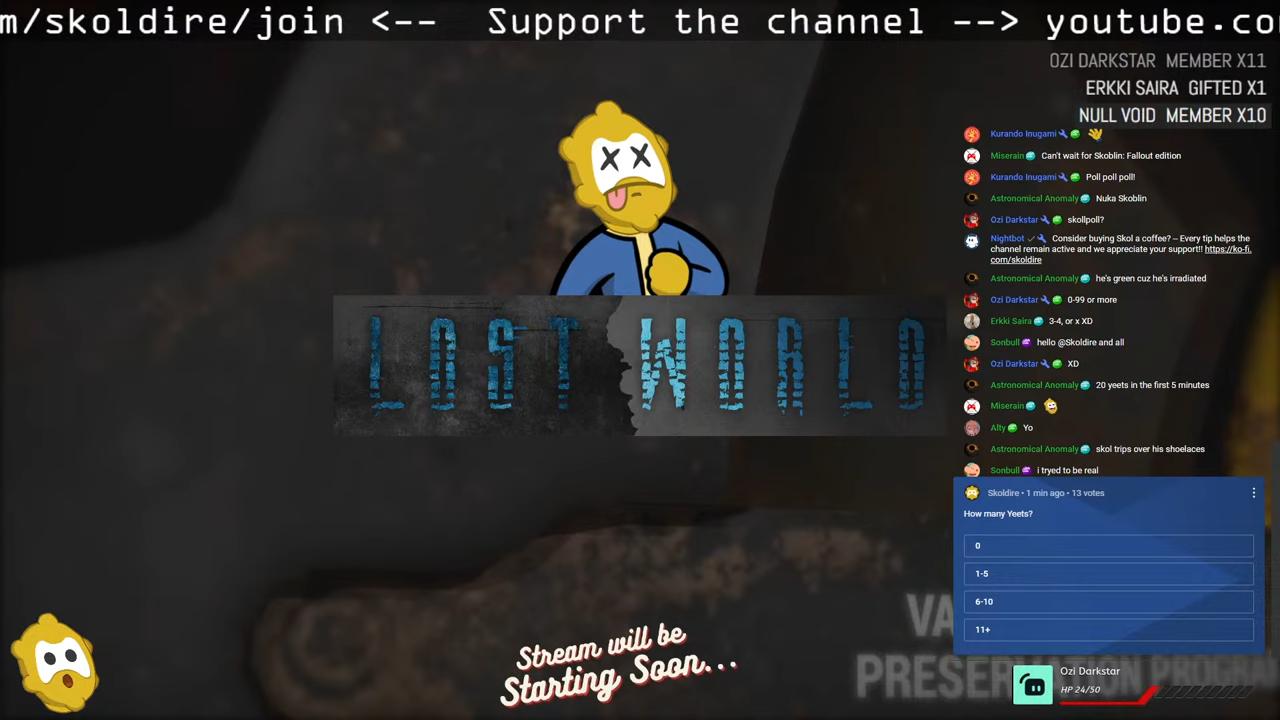 m/skoldire/join <-- Support the channel --> youtube.co
OZI DARKSTAR MEMBER X11
ERKKI SAIRA GIFTED X1
NULL VOID MEMBER X10
Kurando Inugami
Miserain Can't wait for Skoblin: Fallout edition
Kurando Inugami Poll poll poll!
Astronomical Anomaly Nuka Skoblin
Ozi Darkstar skollpoll?
Nightbot Consider buying Skol a coffee? – Every tip helps the
channel remain active and we appreciate your support!! https://ko-fi.
com/skoldire
Astronomical Anomaly he's green cuz he's irradiated
Ozi Darkstar 0-99 or more
Erkki Saira 3-4, or x XD
Sonbull hello @Skoldire and all
Ozi Darkstar XD
Astronomical Anomaly 20 yeets in the first 5 minutes
Miserain
Alty Yo
Astronomical Anomaly skol trips over his shoelaces
Sonbull i tryed to be real
LOST WORLD
Skoldire • 1 min ago • 13 votes
How many Yeets?
0
1-5
6-10
11+
Stream will be
Starting Soon...
VA
PRESERVATION PROGRA
Ozi Darkstar
HP 24/50